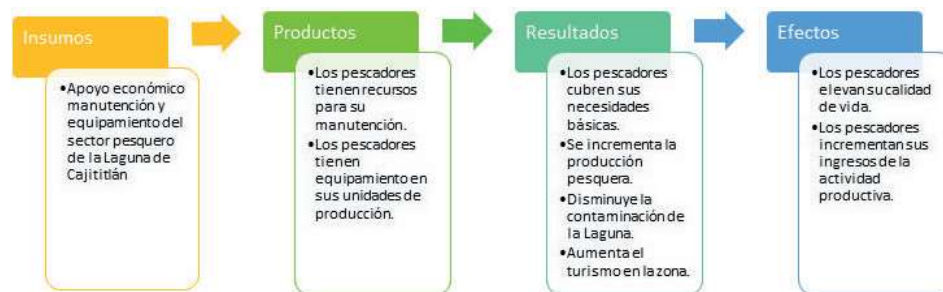 Insumos
•Apoyo económico
manutención y
equipamiento del
sector pesquero
de la Laguna de
Cajititlán
Productos
•Los pescadores
tienen recursos
para su
manutención.
•Los pescadores
tienen
equipamiento en
sus unidades de
producción.
Resultados
•Los pescadores
cubren sus
necesidades
básicas.
•Se incrementa la
producción
pesquera.
•Disminuye la
contaminación de
la Laguna.
•Aumenta el
turismo en la zona.
Efectos
•Los pescadores
elevan su calidad
de vida.
•Los pescadores
incrementan sus
ingresos de la
actividad
productiva.